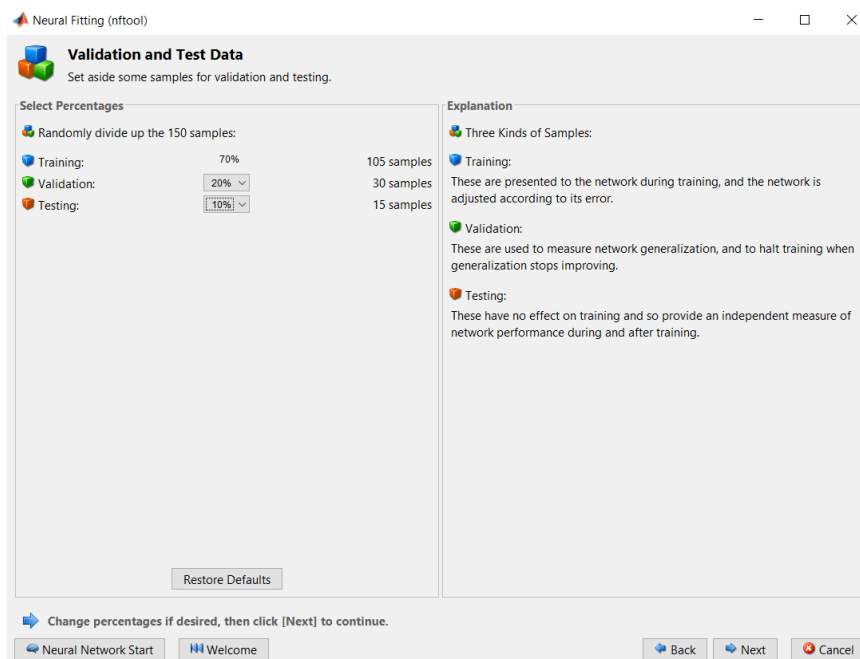 Neural Fitting (nftool)
Validation and Test Data
Set aside some samples for validation and testing.
Select Percentages
Randomly divide up the 150 samples:
Training: 70% 105 samples
Validation: 20% 30 samples
Testing: 10% 15 samples
Restore Defaults
Explanation
Three Kinds of Samples:
Training:
These are presented to the network during training, and the network is
adjusted according to its error.
Validation:
These are used to measure network generalization, and to halt training when
generalization stops improving.
Testing:
These have no effect on training and so provide an independent measure of
network performance during and after training.
Change percentages if desired, then click [Next] to continue.
Neural Network Start Welcome Back Next Cancel